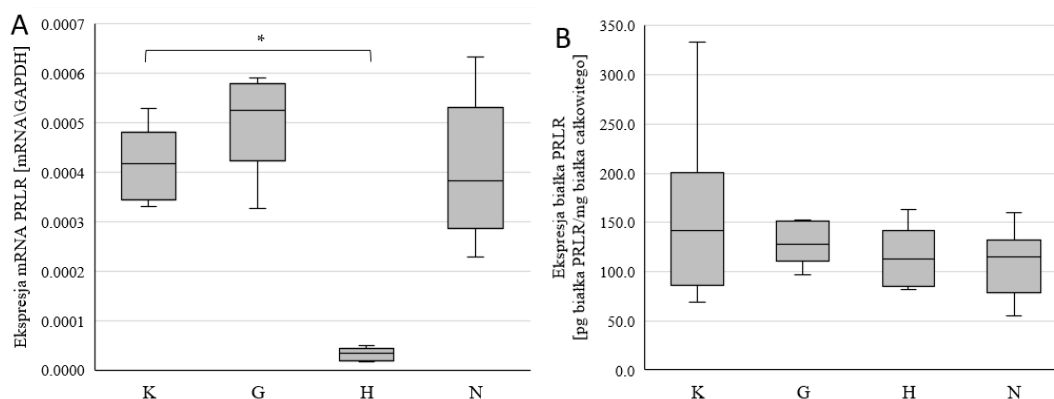 A
Ekspresja mRNA PRLR [mRNA\GAPDH]
0.0007
0.0006
0.0005
0.0004
0.0003
0.0002
0.0001
0.0000
*
K G H N
B
Ekspresja białka PRLR
[pg białka PRLR/mg białka całkowitego]
350.0
300.0
250.0
200.0
150.0
100.0
50.0
0.0
K G H N